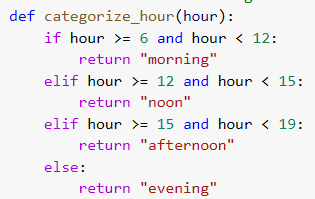 def categorize_hour(hour):
    if hour >= 6 and hour < 12:
        return "morning"
    elif hour >= 12 and hour < 15:
        return "noon"
    elif hour >= 15 and hour < 19:
        return "afternoon"
    else:
        return "evening"